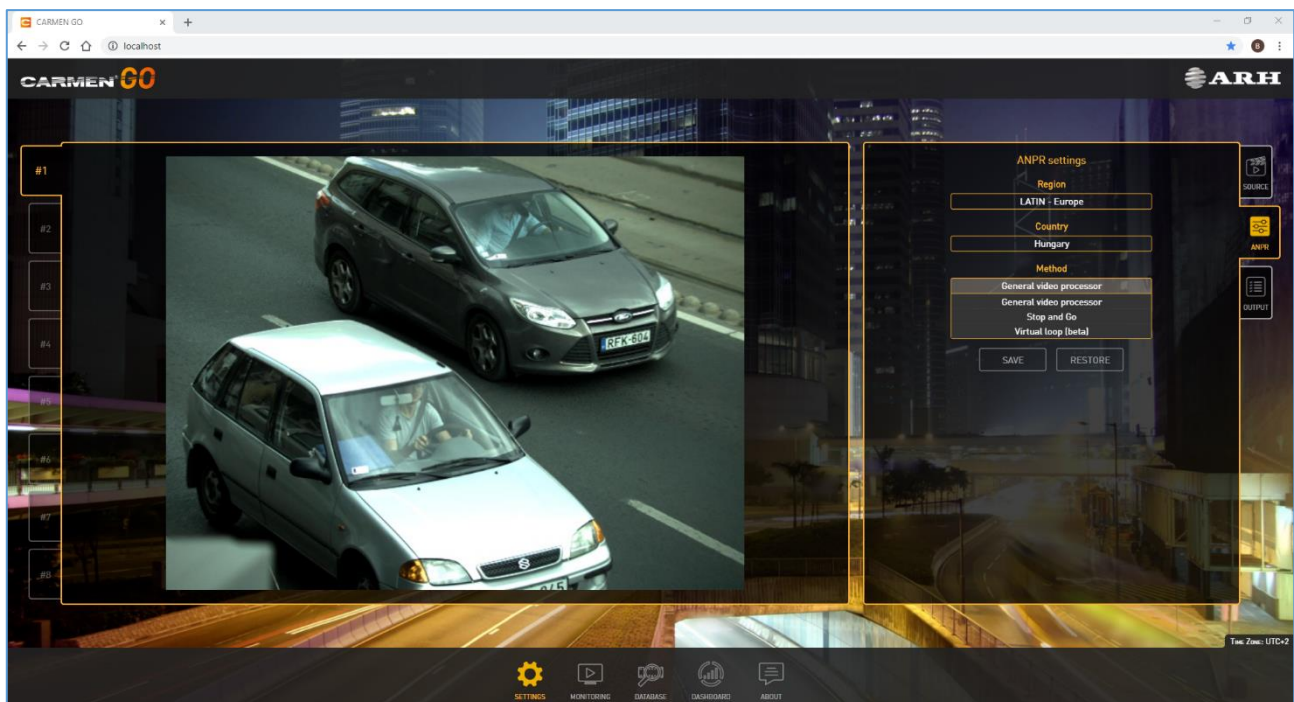 CARMEN GO
localhost
B
CARMEN GO
ARH
#1
#2
#3
#4
#5
#6
#7
#8
RFK-604
ANPR settings
Region
LATIN - Europe
Country
Hungary
Method
General video processor
General video processor
Stop and Go
Virtual loop (beta)
SAVE RESTORE
SOURCE
ANPR
OUTPUT
TIME ZONE: UTC+2
SETTINGS MONITORING DATABASE DASHBOARD ABOUT